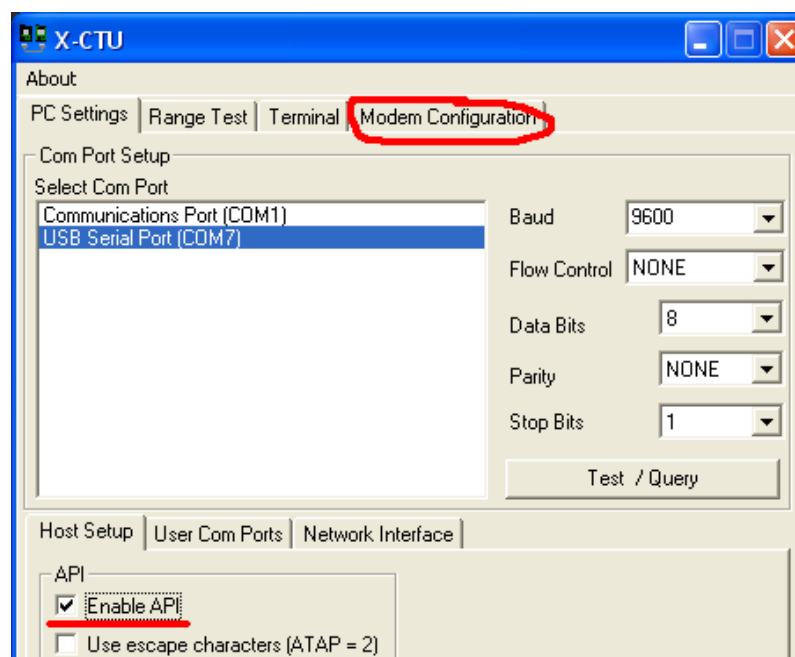 X-CTU
About
PC Settings Range Test Terminal Modem Configuration
Com Port Setup
Select Com Port
Communications Port (COM1)
USB Serial Port (COM7)
Baud 9600
Flow Control NONE
Data Bits 8
Parity NONE
Stop Bits 1
Test / Query
Host Setup User Com Ports Network Interface
API
Enable API
Use escape characters (ATAP = 2)